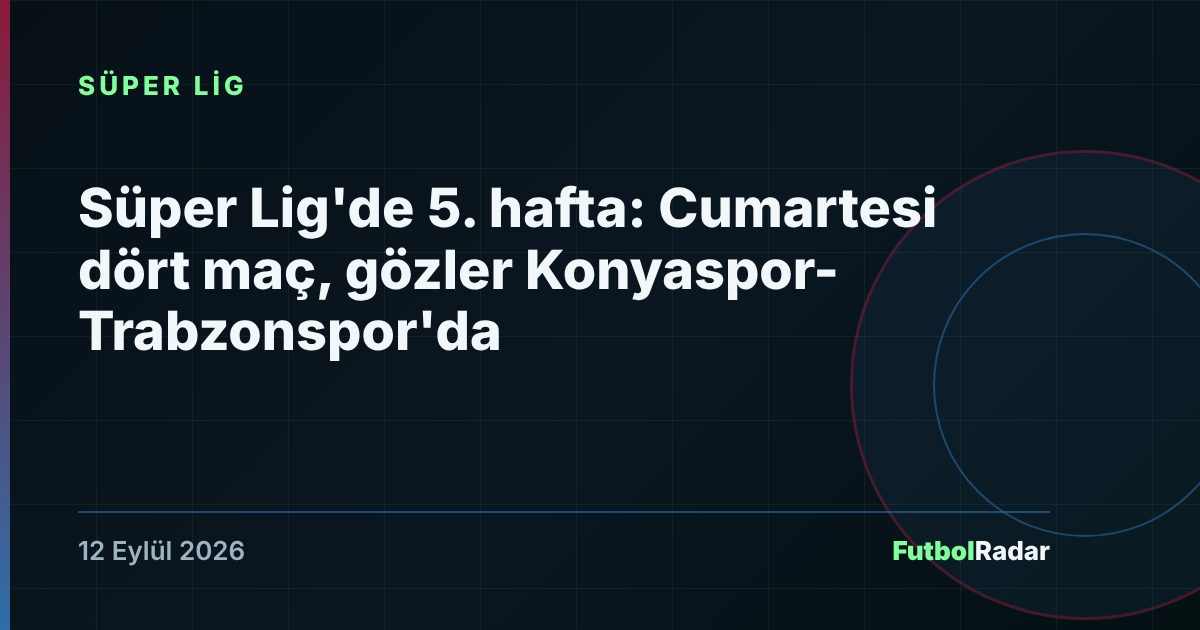 SÜPER LİG
Süper Lig'de 5. hafta: Cumartesi
dört maç, gözler Konyaspor-
Trabzonspor'da
12 Eylül 2026
FutbolRadar